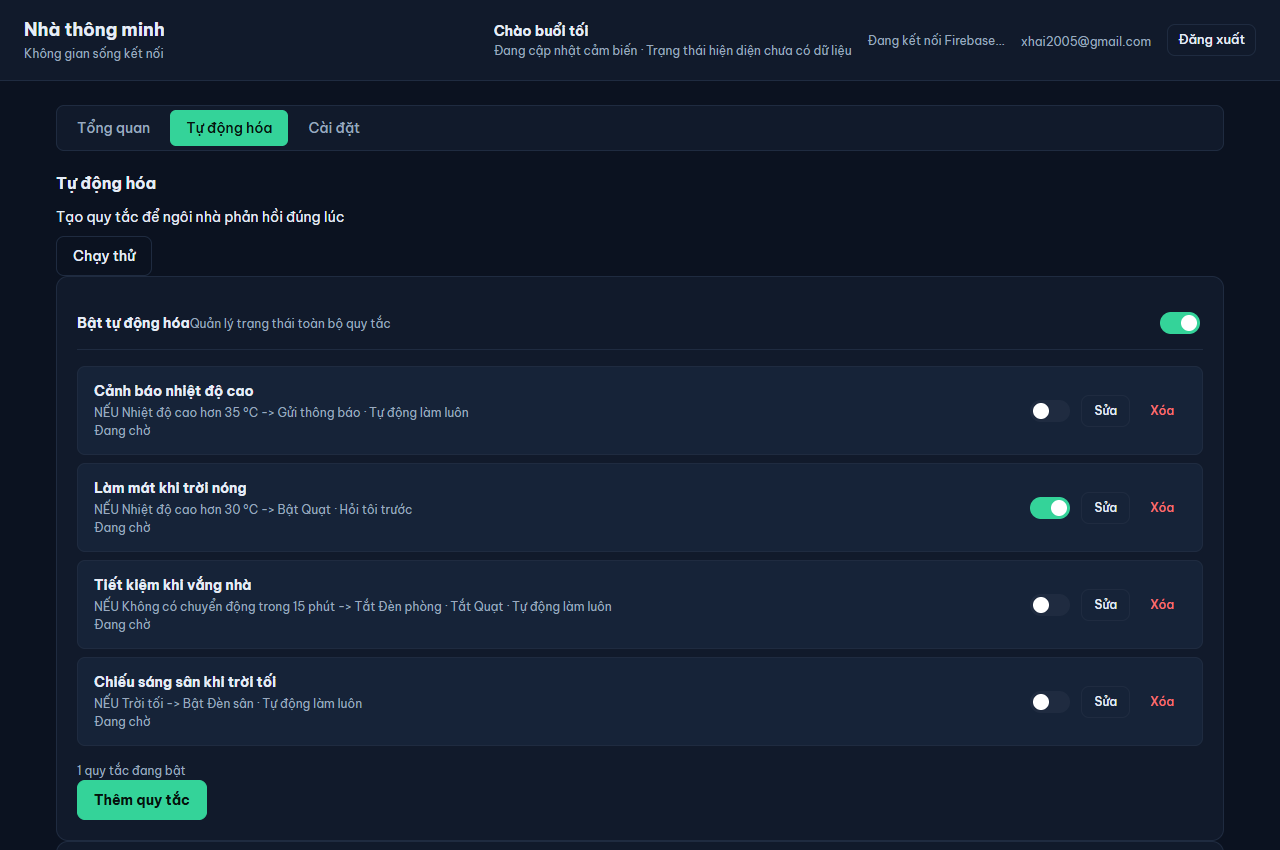 Nhà thông minh
Không gian sống kết nối
Chào buổi tối
Đang cập nhật cảm biến · Trạng thái hiện diện chưa có dữ liệu
Đang kết nối Firebase...
xhai2005@gmail.com
Đăng xuất
Tổng quan
Tự động hóa
Cài đặt
Tự động hóa
Tạo quy tắc để ngôi nhà phản hồi đúng lúc
Chạy thử
Bật tự động hóaQuản lý trạng thái toàn bộ quy tắc
Cảnh báo nhiệt độ cao
NẾU Nhiệt độ cao hơn 35 °C -> Gửi thông báo · Tự động làm luôn
Đang chờ
Sửa
Xóa
Làm mát khi trời nóng
NẾU Nhiệt độ cao hơn 30 °C -> Bật Quạt · Hỏi tôi trước
Đang chờ
Sửa
Xóa
Tiết kiệm khi vắng nhà
NẾU Không có chuyển động trong 15 phút -> Tắt Đèn phòng · Tắt Quạt · Tự động làm luôn
Đang chờ
Sửa
Xóa
Chiếu sáng sân khi trời tối
NẾU Trời tối -> Bật Đèn sân · Tự động làm luôn
Đang chờ
Sửa
Xóa
1 quy tắc đang bật
Thêm quy tắc